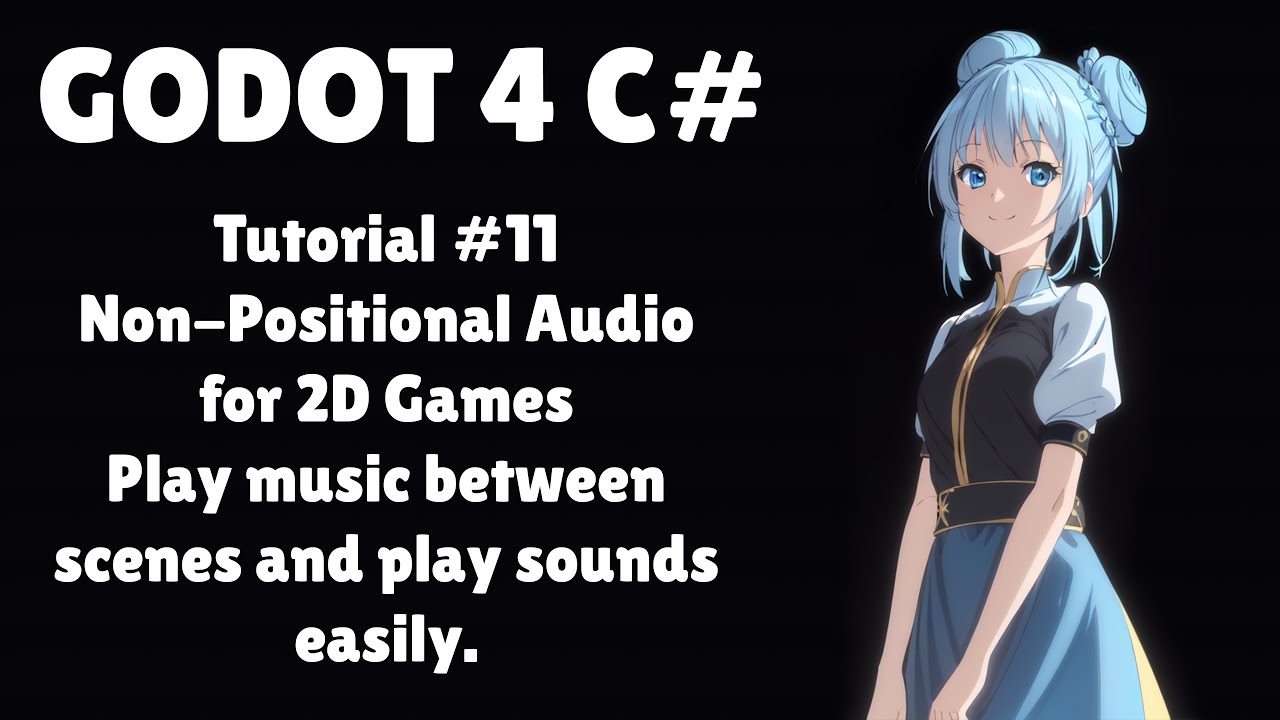 GODOT 4 C#
Tutorial #11
Non-Positional Audio
for 2D Games
Play music between
scenes and play sounds
easily.